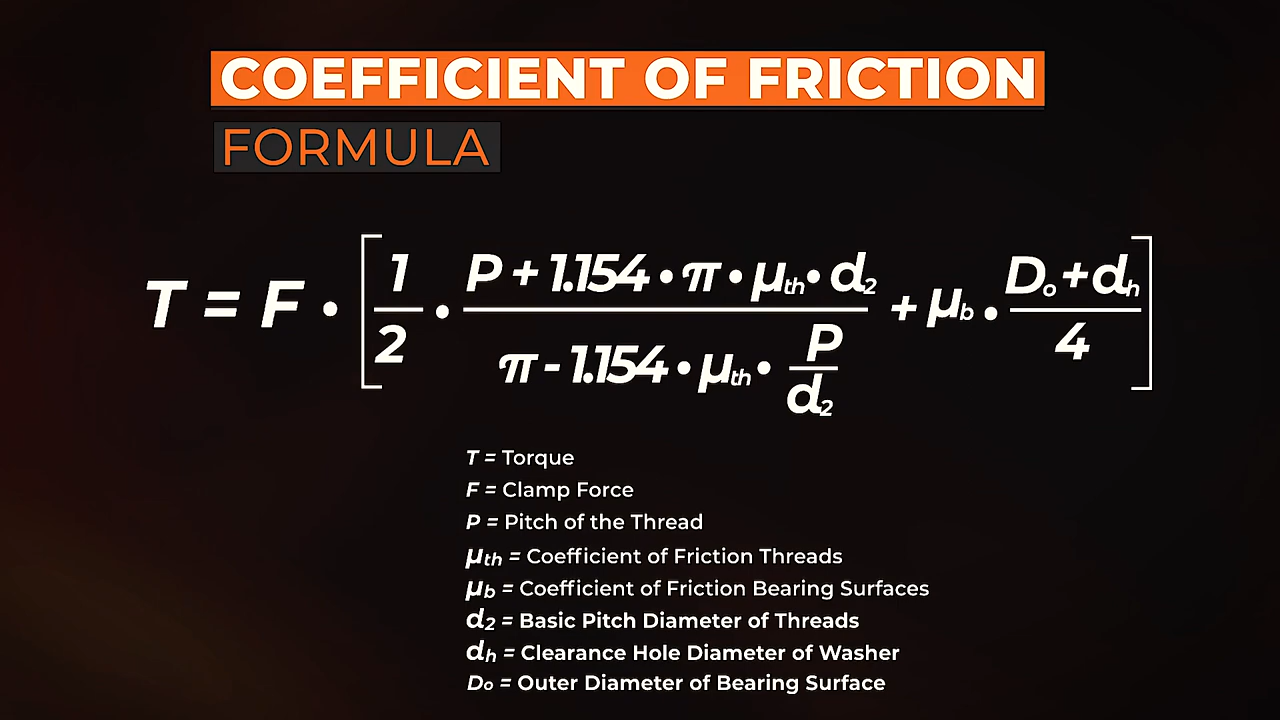 COEFFICIENT OF FRICTION
FORMULA
T = F • [ 1/2 • (P + 1.154 • π • μth • d2) / (π - 1.154 • μth • P/d2) + μb • (Do + dh)/4 ]
T = Torque
F = Clamp Force
P = Pitch of the Thread
μth = Coefficient of Friction Threads
μb = Coefficient of Friction Bearing Surfaces
d2 = Basic Pitch Diameter of Threads
dh = Clearance Hole Diameter of Washer
Do = Outer Diameter of Bearing Surface